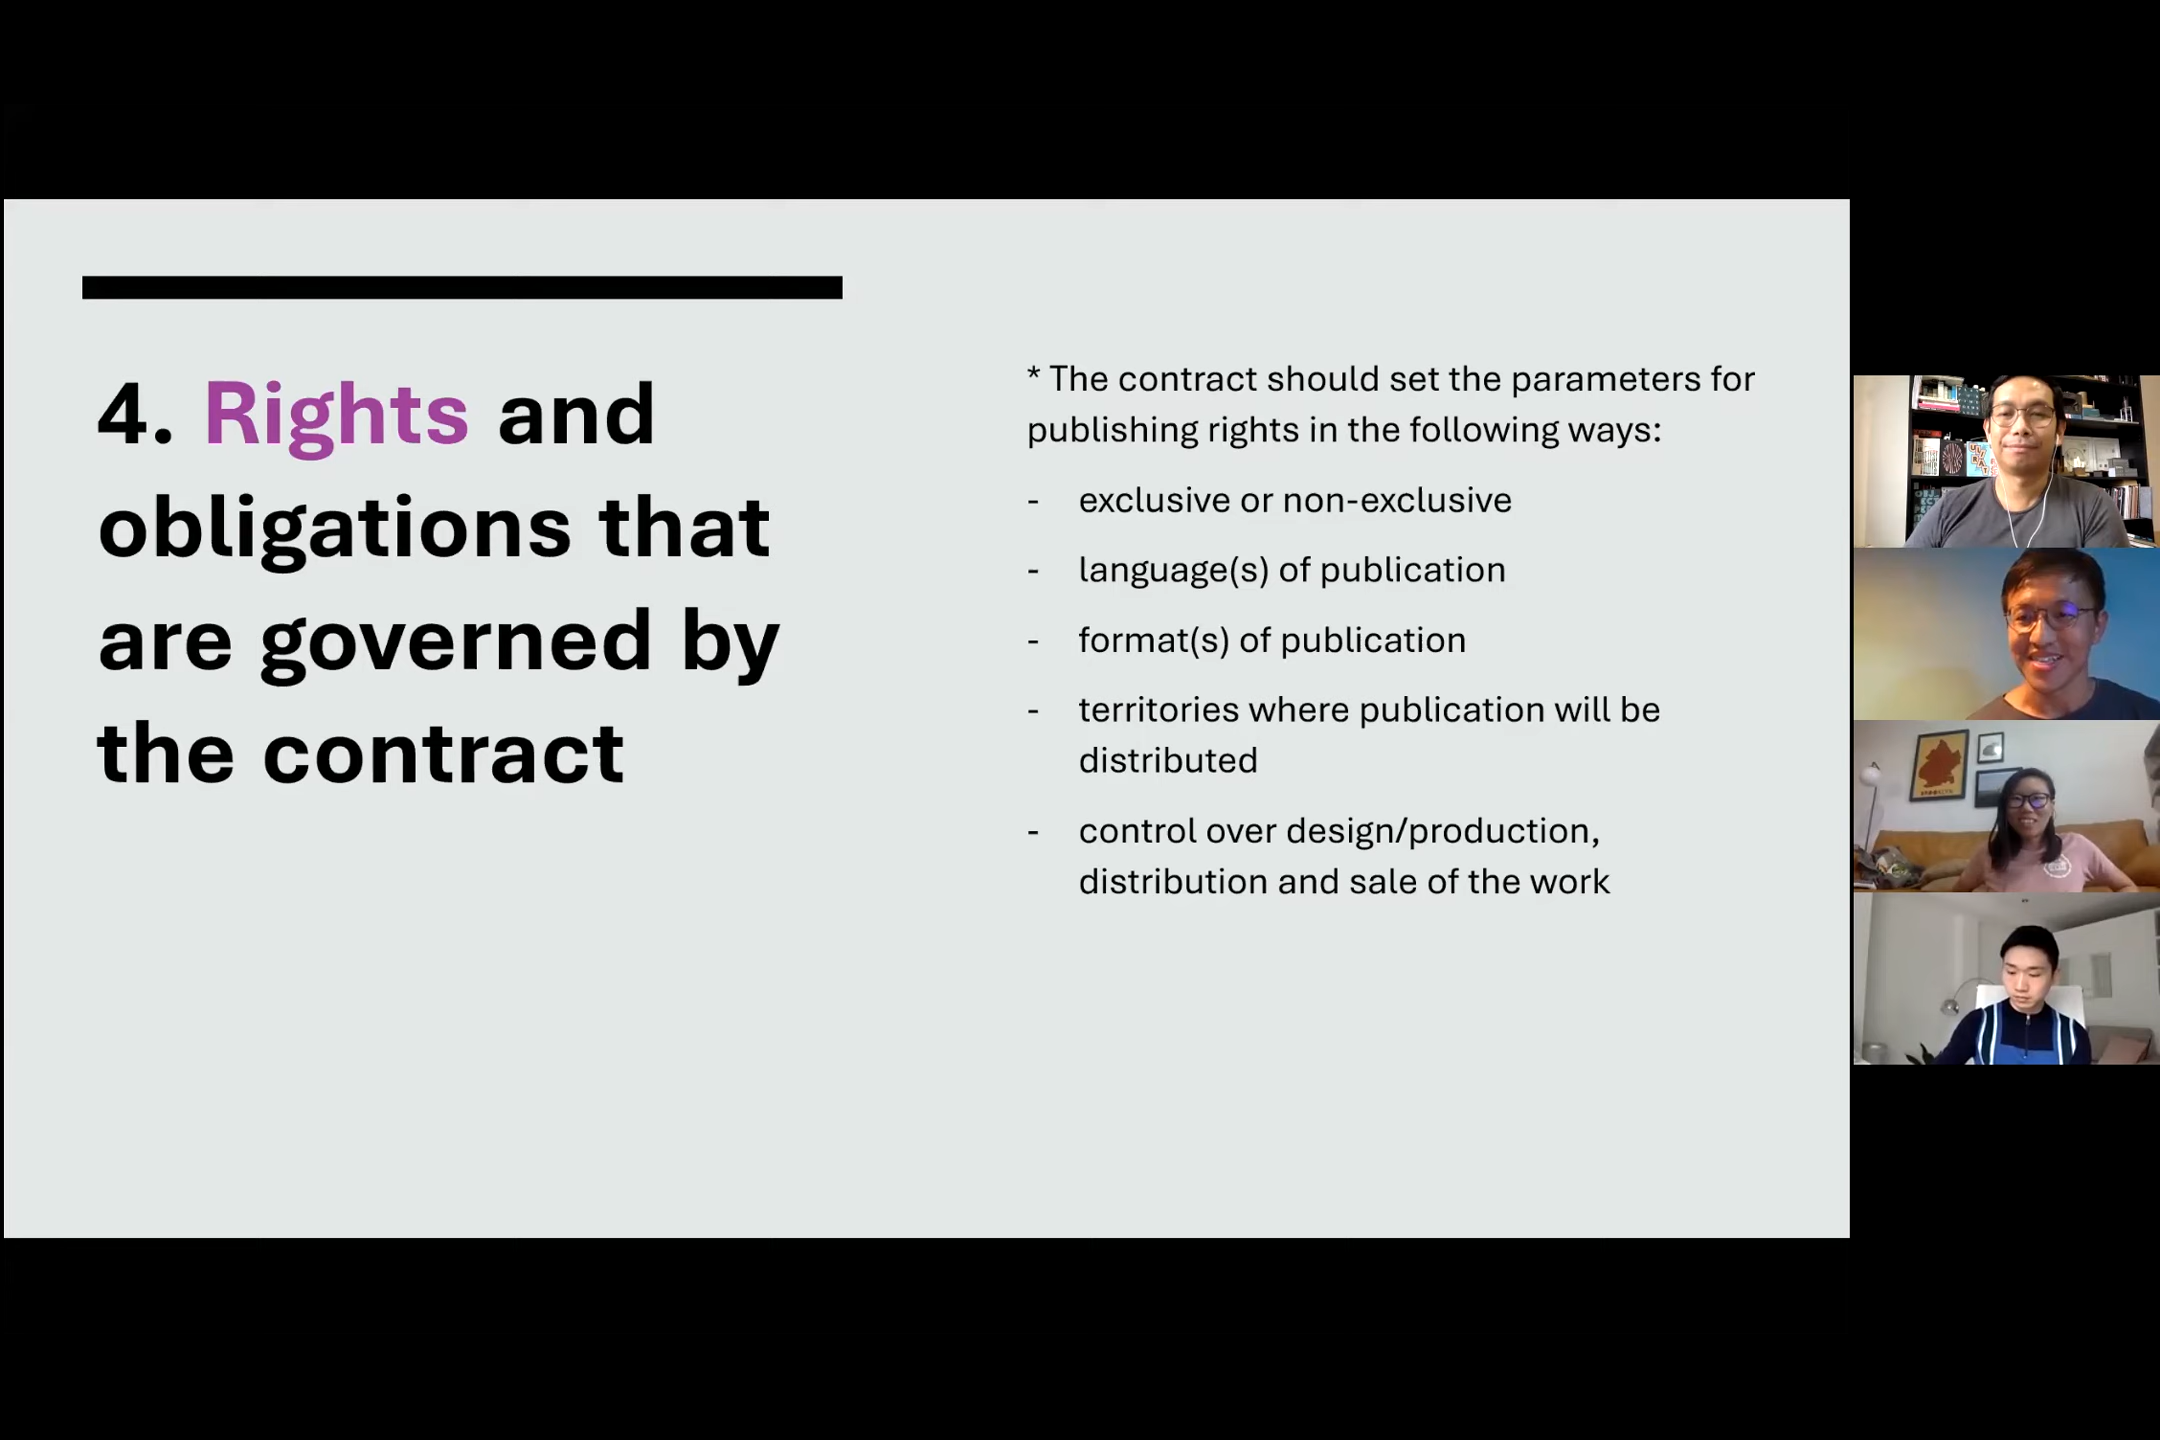 4. Rights and
obligations that
are governed by
the contract
* The contract should set the parameters for
publishing rights in the following ways:
- exclusive or non-exclusive
- language(s) of publication
- format(s) of publication
- territories where publication will be
distributed
- control over design/production,
distribution and sale of the work
BROOKLYN